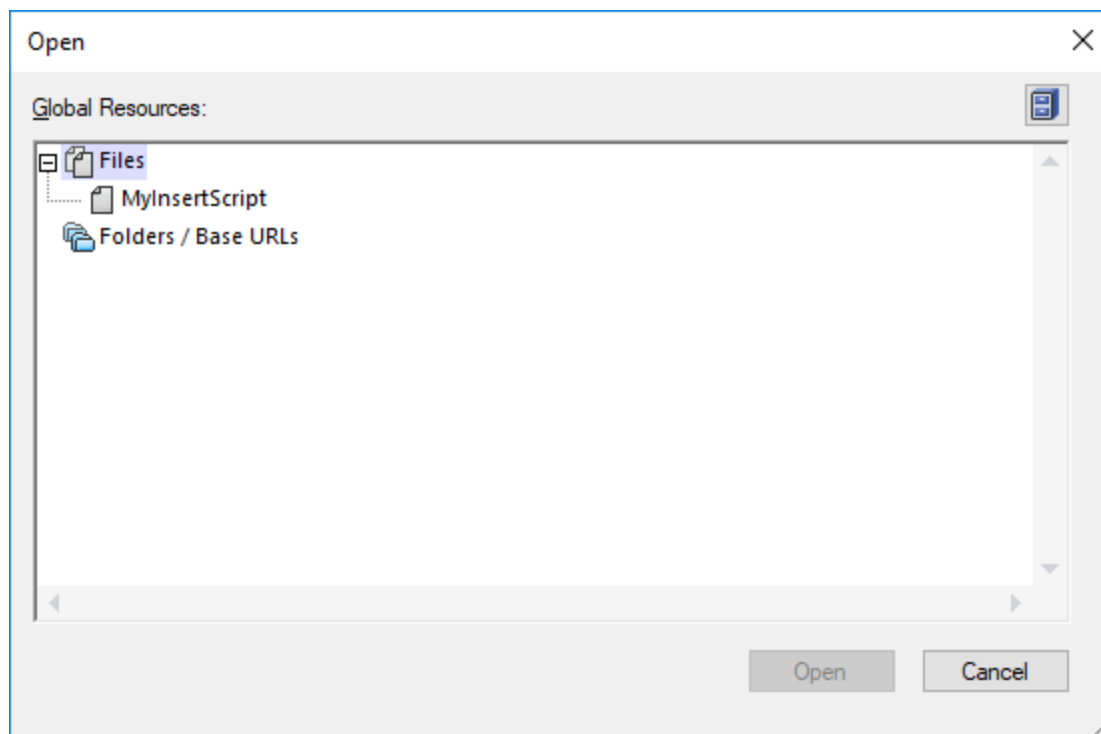 Open
Global Resources:
Files
MyInsertScript
Folders / Base URLs
Open Cancel